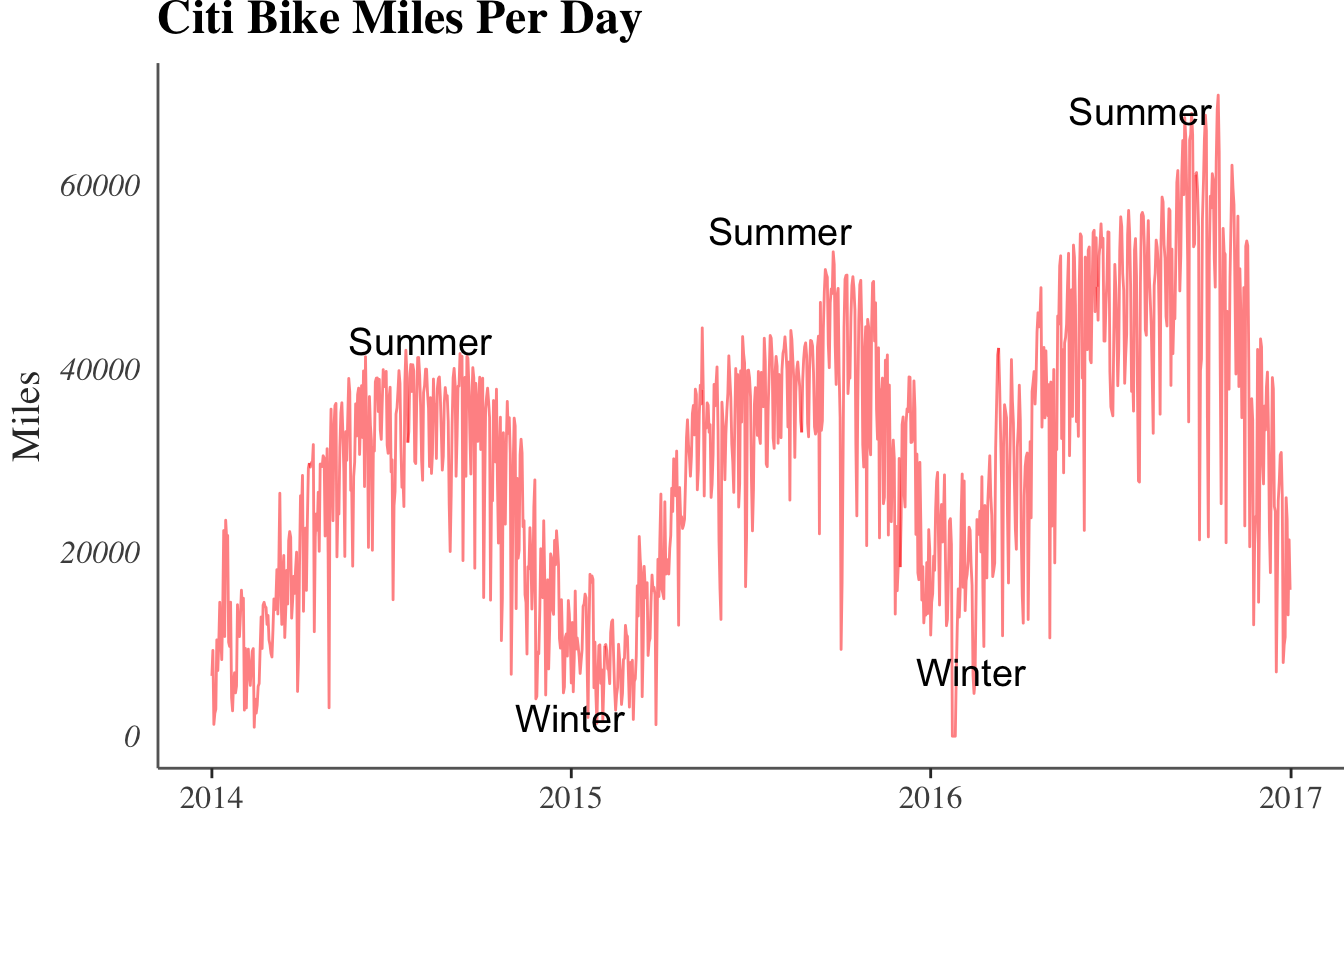 Citi Bike Miles Per Day
Summer
Summer
60000
Summer
40000
Miles
20000
Winter
Winter
0
2014 2015 2016 2017